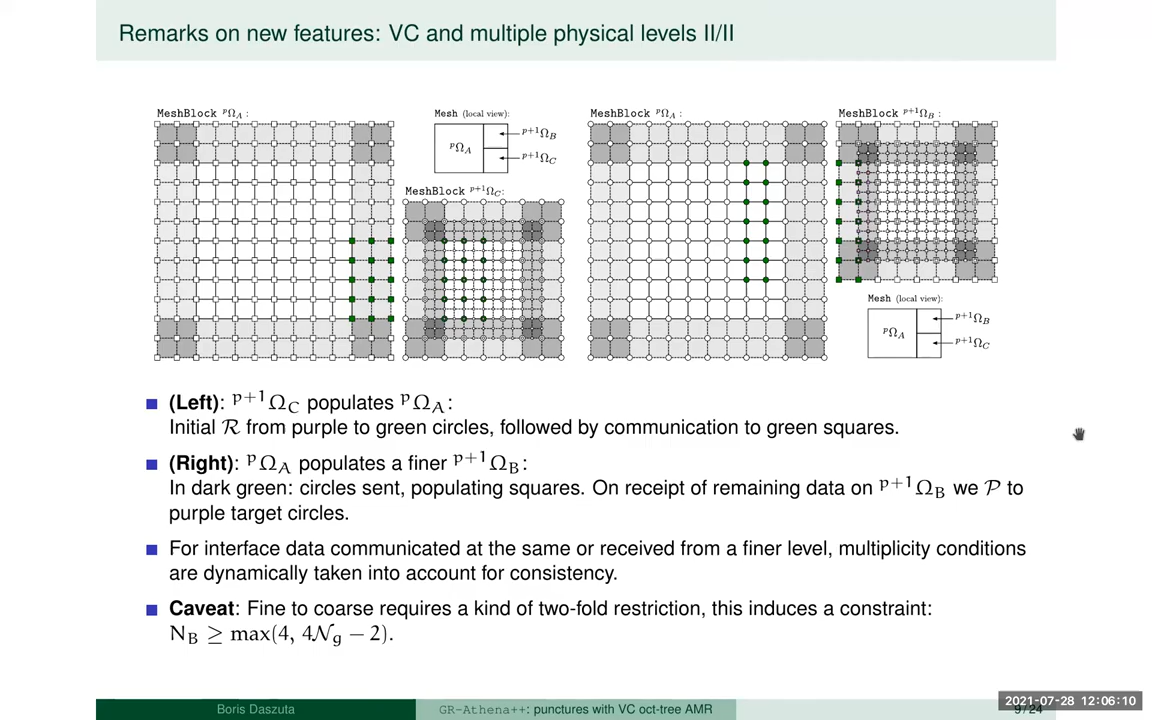 Remarks on new features: VC and multiple physical levels II/II
MeshBlock ᵖΩ_A :
Mesh (local view):
ᵖΩ_A
ᵖ⁺¹Ω_B
ᵖ⁺¹Ω_C
MeshBlock ᵖ⁺¹Ω_C:
MeshBlock ᵖΩ_A :
MeshBlock ᵖ⁺¹Ω_B :
Mesh (local view):
ᵖΩ_A
ᵖ⁺¹Ω_B
ᵖ⁺¹Ω_C
(Left): ᵖ⁺¹Ω_C populates ᵖΩ_A:
Initial ℛ from purple to green circles, followed by communication to green squares.
(Right): ᵖΩ_A populates a finer ᵖ⁺¹Ω_B:
In dark green: circles sent, populating squares. On receipt of remaining data on ᵖ⁺¹Ω_B we 𝒫 to
purple target circles.
For interface data communicated at the same or received from a finer level, multiplicity conditions
are dynamically taken into account for consistency.
Caveat: Fine to coarse requires a kind of two-fold restriction, this induces a constraint:
N_B ≥ max(4, 4𝒩_g − 2).
Boris Daszuta
GR-Athena++: punctures with VC oct-tree AMR
9/24
2021-07-28 12:06:10